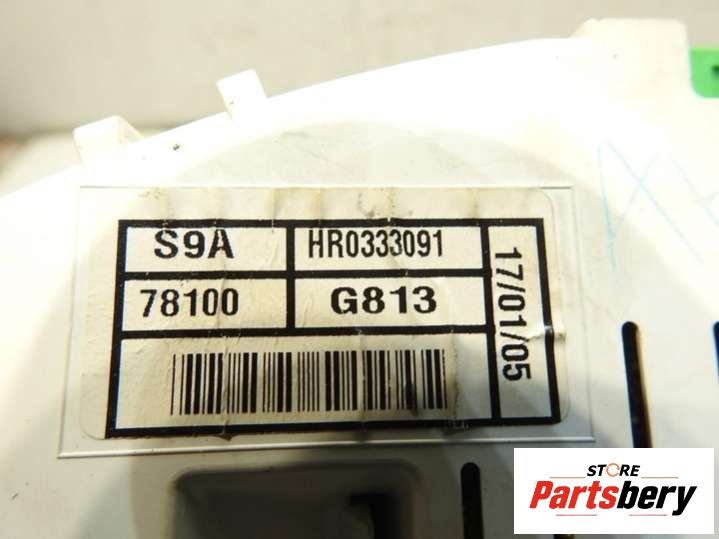 S9A HR0333091
78100 G813
17/01/05
STORE
Partsbery